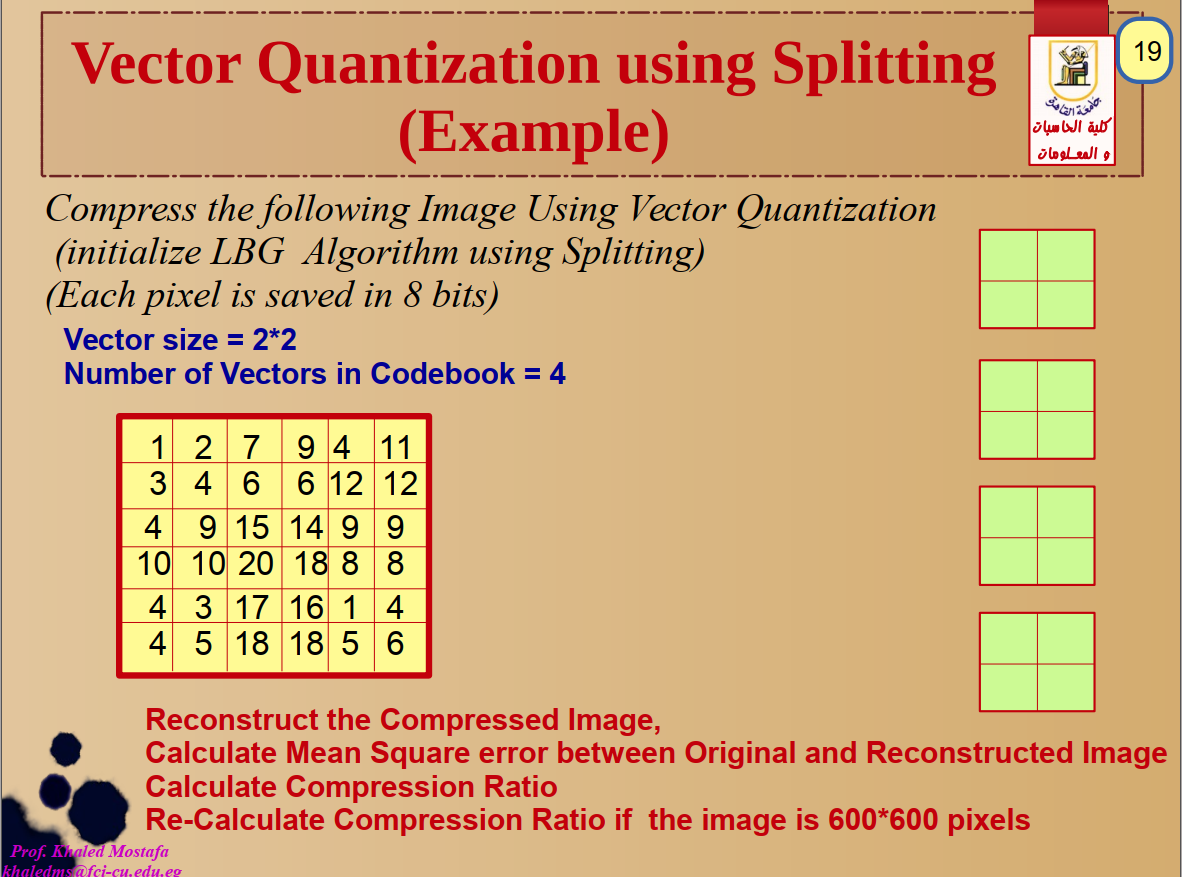 Vector Quantization using Splitting
(Example)
19
جامعة القاهرة
كلية الحاسبات
و المعلومات
Compress the following Image Using Vector Quantization
(initialize LBG Algorithm using Splitting)
(Each pixel is saved in 8 bits)
Vector size = 2*2
Number of Vectors in Codebook = 4
1 2 7 9 4 11
3 4 6 6 12 12
4 9 15 14 9 9
10 10 20 18 8 8
4 3 17 16 1 4
4 5 18 18 5 6
Reconstruct the Compressed Image,
Calculate Mean Square error between Original and Reconstructed Image
Calculate Compression Ratio
Re-Calculate Compression Ratio if the image is 600*600 pixels
Prof. Khaled Mostafa
khaledms@fci-cu.edu.eg